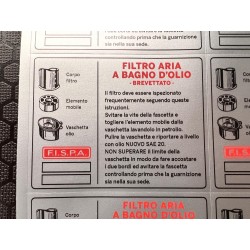 controllando prima che la guarnizione
sia nella sua sede.
FILTRO ARIA
A BAGNO D'OLIO
- BREVETTATO -
Corpo
filtro
Elemento
mobile
Vaschetta
olio
F.I.S.P.A.
Il filtro deve essere ispezionato
frequentemente seguendo queste
istruzioni.
Svitare la vite della fascetta e
togliere l'elemento mobile dalla
vaschetta lavandolo in petrolio.
Pulire la vaschetta e riportare a livello
con olio NUOVO SAE 20.
NON SUPERARE il limite della
vaschetta in modo da fare accostare
i due bordi ed avvitare la fascetta
controllando prima che la guarnizione
sia nella sua sede.
FILTRO ARIA
A BAGNO D'OLIO
Corpo